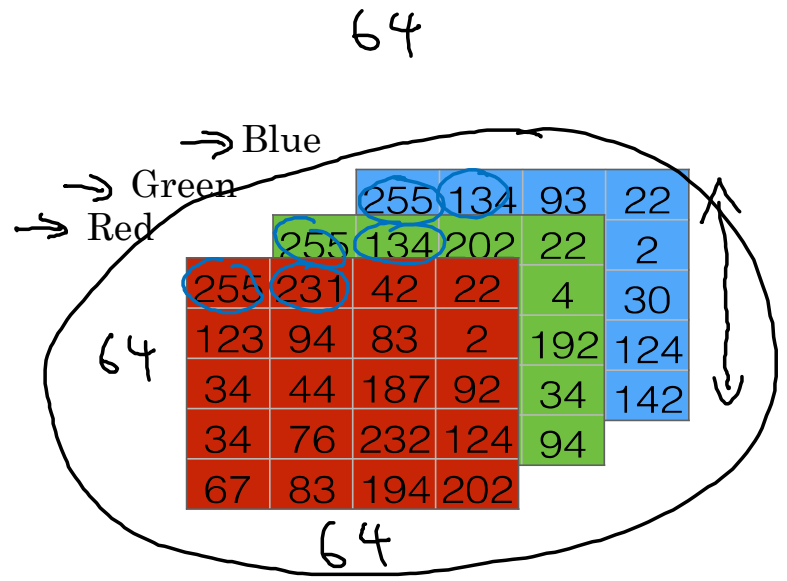 64
Blue
Green
Red
255 134 93 22
255 134 202 22 2
255 231 42 22 4 30
123 94 83 2 192 124
34 44 187 92 34 142
34 76 232 124 94
67 83 194 202
64
64